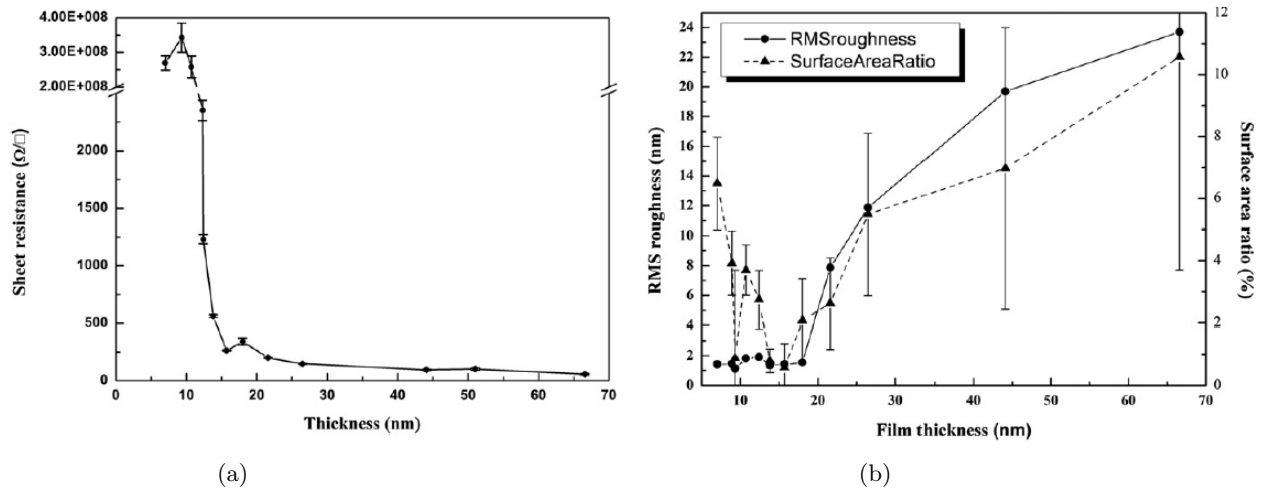 4.00E+008
3.00E+008
2.00E+008
2000
1500
1000
500
0
Sheet resistance (Ω/□)
0 10 20 30 40 50 60 70
Thickness (nm)
(a)
RMSroughness
SurfaceAreaRatio
24
22
20
18
16
14
12
10
8
6
4
2
0
RMS roughness (nm)
12
10
8
6
4
2
0
Surface area ratio (%)
10 20 30 40 50 60 70
Film thickness (nm)
(b)